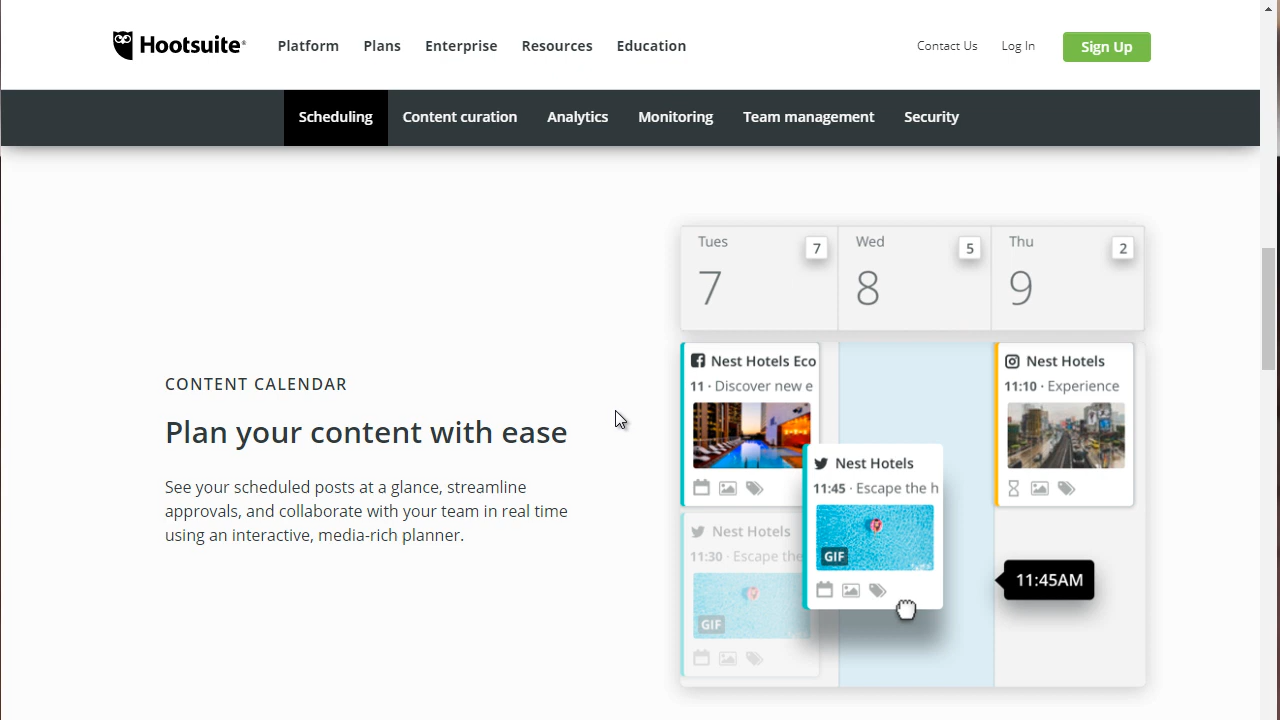 Hootsuite®
Platform
Plans
Enterprise
Resources
Education
Contact Us
Log In
Sign Up
Scheduling
Content curation
Analytics
Monitoring
Team management
Security
CONTENT CALENDAR
Plan your content with ease
See your scheduled posts at a glance, streamline
approvals, and collaborate with your team in real time
using an interactive, media-rich planner.
Tues
7
7
Wed
5
8
Thu
2
9
Nest Hotels Eco
11 · Discover new e
Nest Hotels
11:30 · Escape the
GIF
Nest Hotels
11:45 · Escape the h
GIF
Nest Hotels
11:10 · Experience
11:45AM